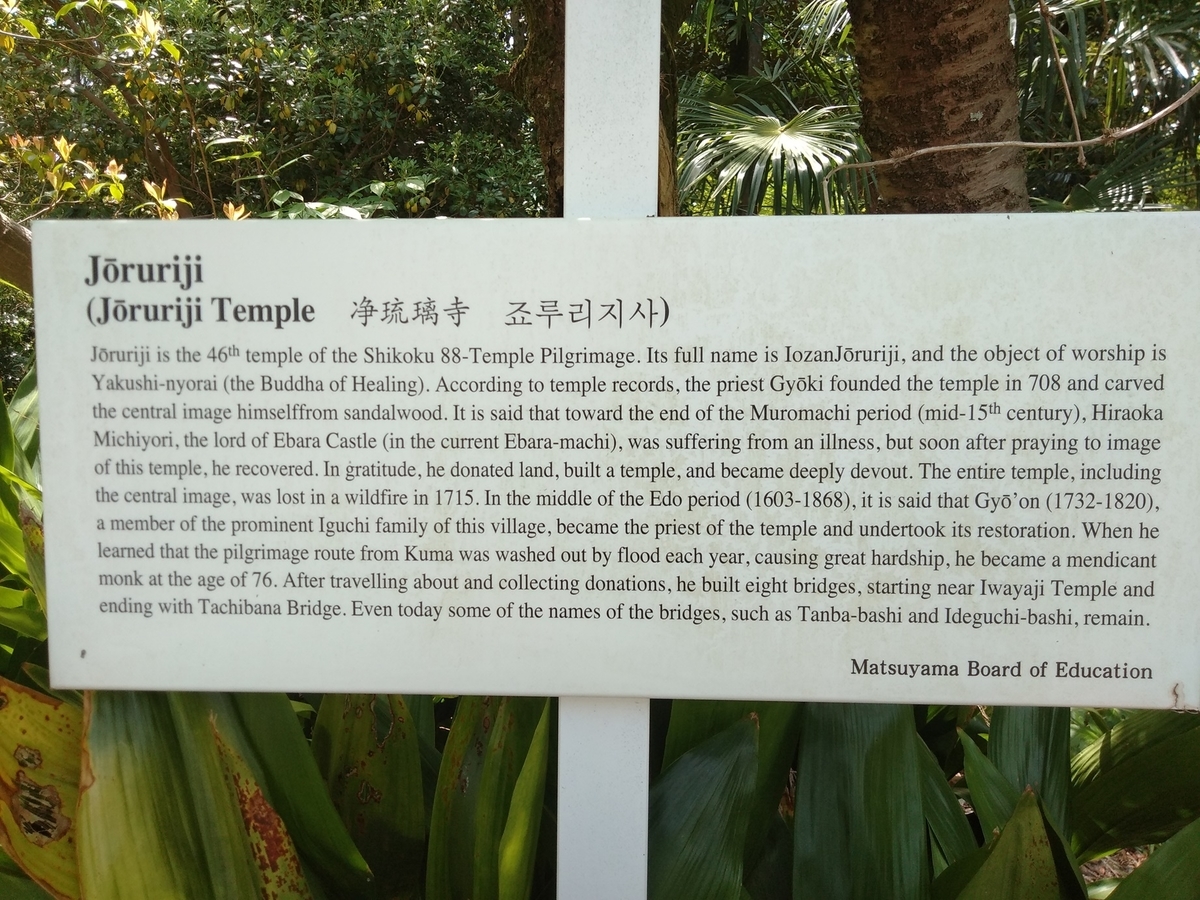 Jōruriji
(Jōruriji Temple 净琉璃寺 죠루리지사)
Jōruriji is the 46th temple of the Shikoku 88-Temple Pilgrimage. Its full name is IozanJōruriji, and the object of worship is
Yakushi-nyorai (the Buddha of Healing). According to temple records, the priest Gyōki founded the temple in 708 and carved
the central image himselffrom sandalwood. It is said that toward the end of the Muromachi period (mid-15th century), Hiraoka
Michiyori, the lord of Ebara Castle (in the current Ebara-machi), was suffering from an illness, but soon after praying to image
of this temple, he recovered. In gratitude, he donated land, built a temple, and became deeply devout. The entire temple, including
the central image, was lost in a wildfire in 1715. In the middle of the Edo period (1603-1868), it is said that Gyō'on (1732-1820),
a member of the prominent Iguchi family of this village, became the priest of the temple and undertook its restoration. When he
learned that the pilgrimage route from Kuma was washed out by flood each year, causing great hardship, he became a mendicant
monk at the age of 76. After travelling about and collecting donations, he built eight bridges, starting near Iwayaji Temple and
ending with Tachibana Bridge. Even today some of the names of the bridges, such as Tanba-bashi and Ideguchi-bashi, remain.
Matsuyama Board of Education